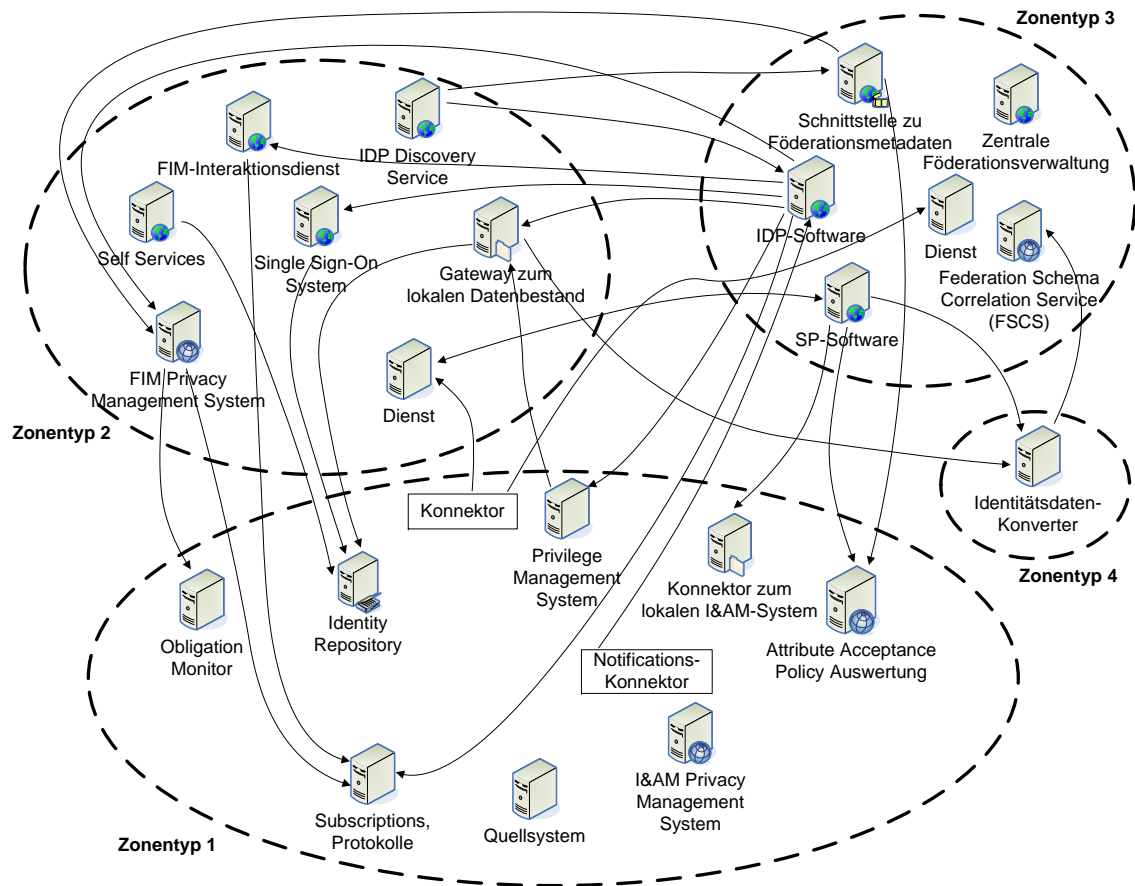 Zonentyp 3
Schnittstelle zu
Föderationsmetadaten
Zentrale
Föderationsverwaltung
IDP Discovery
Service
FIM-Interaktionsdienst
Self Services
Single Sign-On
System
Gateway zum
lokalen Datenbestand
IDP-Software
Dienst
Federation Schema
Correlation Service
(FSCS)
SP-Software
FIM Privacy
Management System
Dienst
Zonentyp 2
Konnektor
Identitätsdaten-
Konverter
Zonentyp 4
Privilege
Management
System
Konnektor zum
lokalen I&AM-System
Obligation
Monitor
Identity
Repository
Attribute Acceptance
Policy Auswertung
Notifications-
Konnektor
I&AM Privacy
Management
System
Subscriptions,
Protokolle
Quellsystem
Zonentyp 1